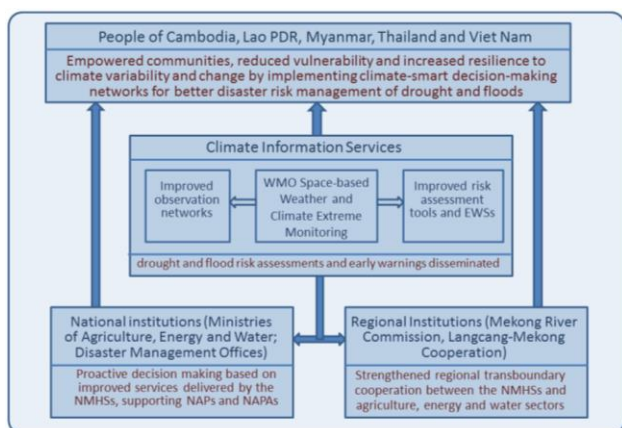 People of Cambodia, Lao PDR, Myanmar, Thailand and Viet Nam
Empowered communities, reduced vulnerability and increased resilience to
climate variability and change by implementing climate-smart decision-making
networks for better disaster risk management of drought and floods
Climate Information Services
Improved
observation
networks
WMO Space-based
Weather and
Climate Extreme
Monitoring
Improved risk
assessment
tools and EWSs
drought and flood risk assessments and early warnings disseminated
National institutions (Ministries
of Agriculture, Energy and Water;
Disaster Management Offices)
Proactive decision making based on
improved services delivered by the
NMHSs, supporting NAPs and NAPAs
Regional Institutions (Mekong River
Commission, Langcang-Mekong
Cooperation)
Strengthened regional transboundary
cooperation between the NMHSs and
agriculture, energy and water sectors